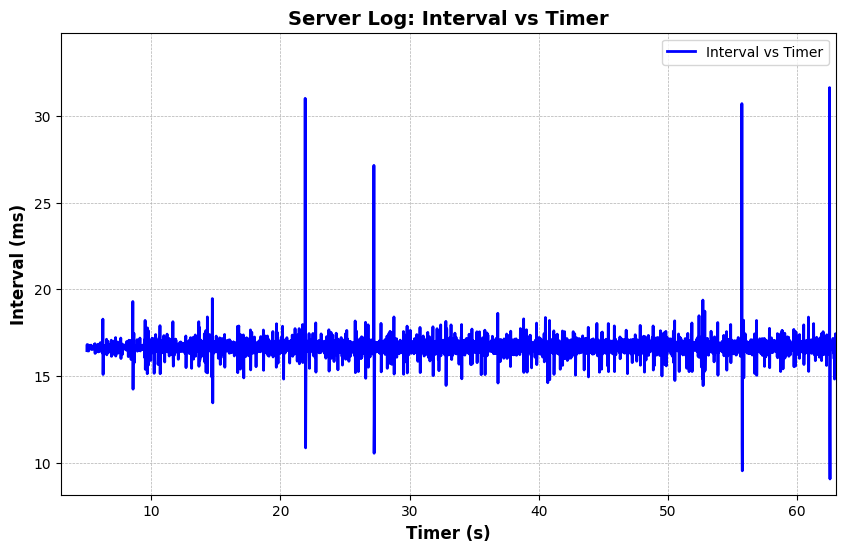 Server Log: Interval vs Timer
Interval vs Timer
30
25
20
15
10
Interval (ms)
10 20 30 40 50 60
Timer (s)